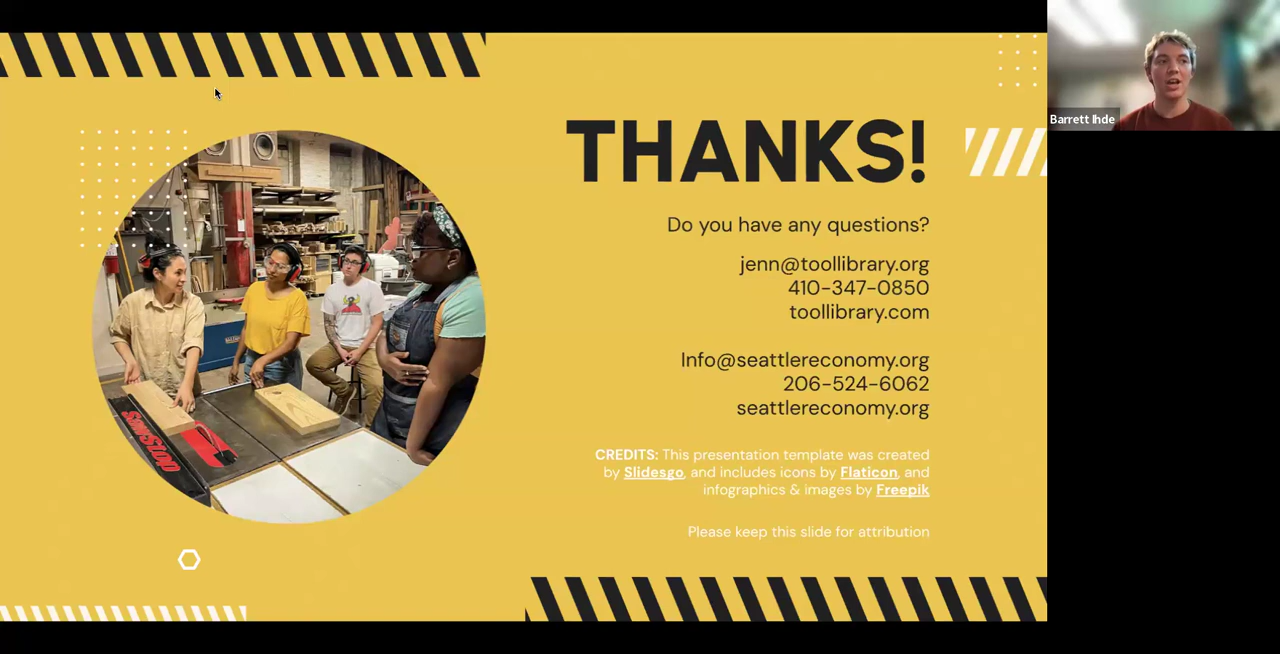 THANKS!
Do you have any questions?
jenn@toollibrary.org
410-347-0850
toollibrary.com
Info@seattlereconomy.org
206-524-6062
seattlereconomy.org
CREDITS: This presentation template was created
by Slidesgo, and includes icons by Flaticon, and
infographics & images by Freepik
Please keep this slide for attribution
SawStop
Barrett Ihde